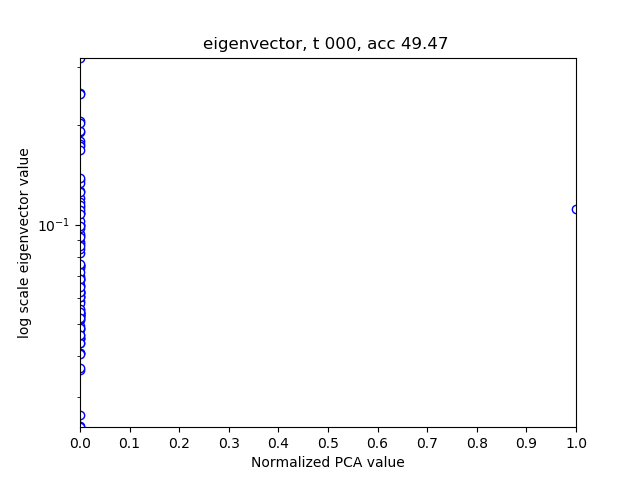 eigenvector, t 000, acc 49.47
log scale eigenvector value
10⁻¹
0.0 0.1 0.2 0.3 0.4 0.5 0.6 0.7 0.8 0.9 1.0
Normalized PCA value